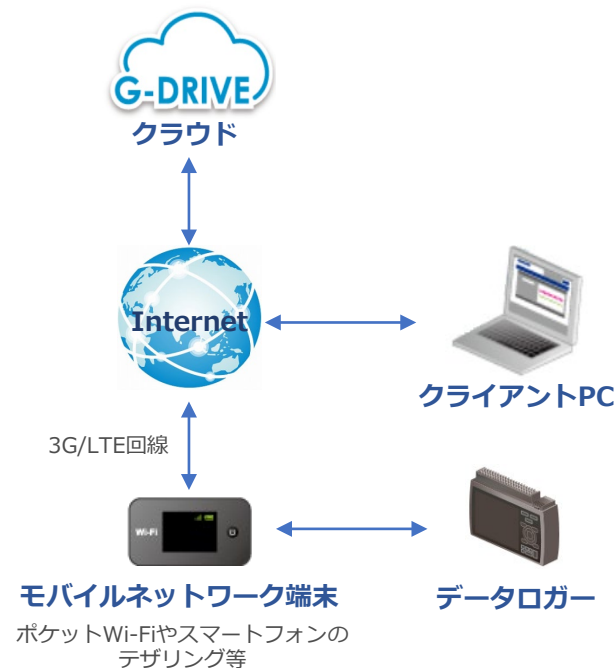 G-DRIVE
クラウド
Internet
クライアントPC
3G/LTE回線
Wi-Fi
モバイルネットワーク端末
ポケットWi-Fiやスマートフォンの
テザリング等
データロガー